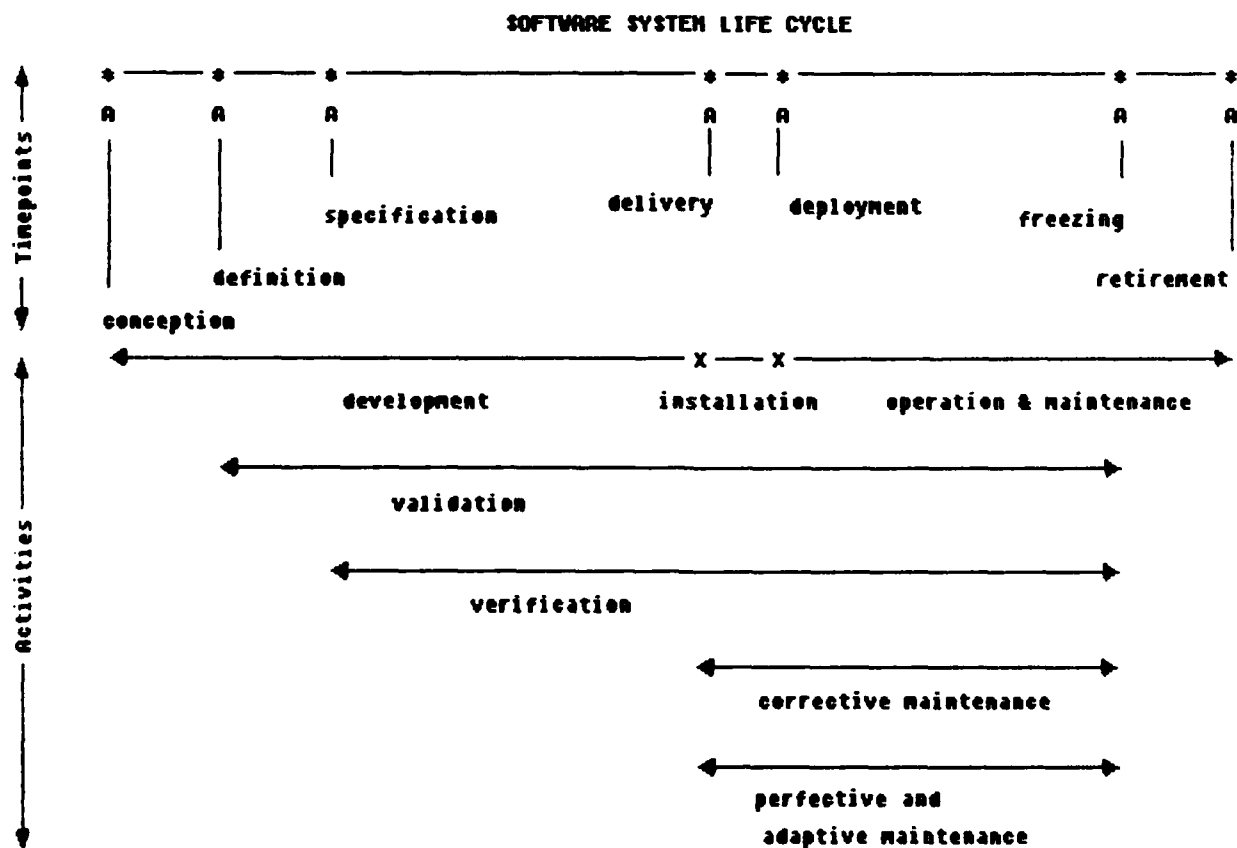 SOFTWARE SYSTEM LIFE CYCLE
* * * * * * *
A A A A A A A
Timepoints
specification delivery deployment freezing
definition retirement
conception
X X
development installation operation & maintenance
validation
Activities
verification
corrective maintenance
perfective and
adaptive maintenance